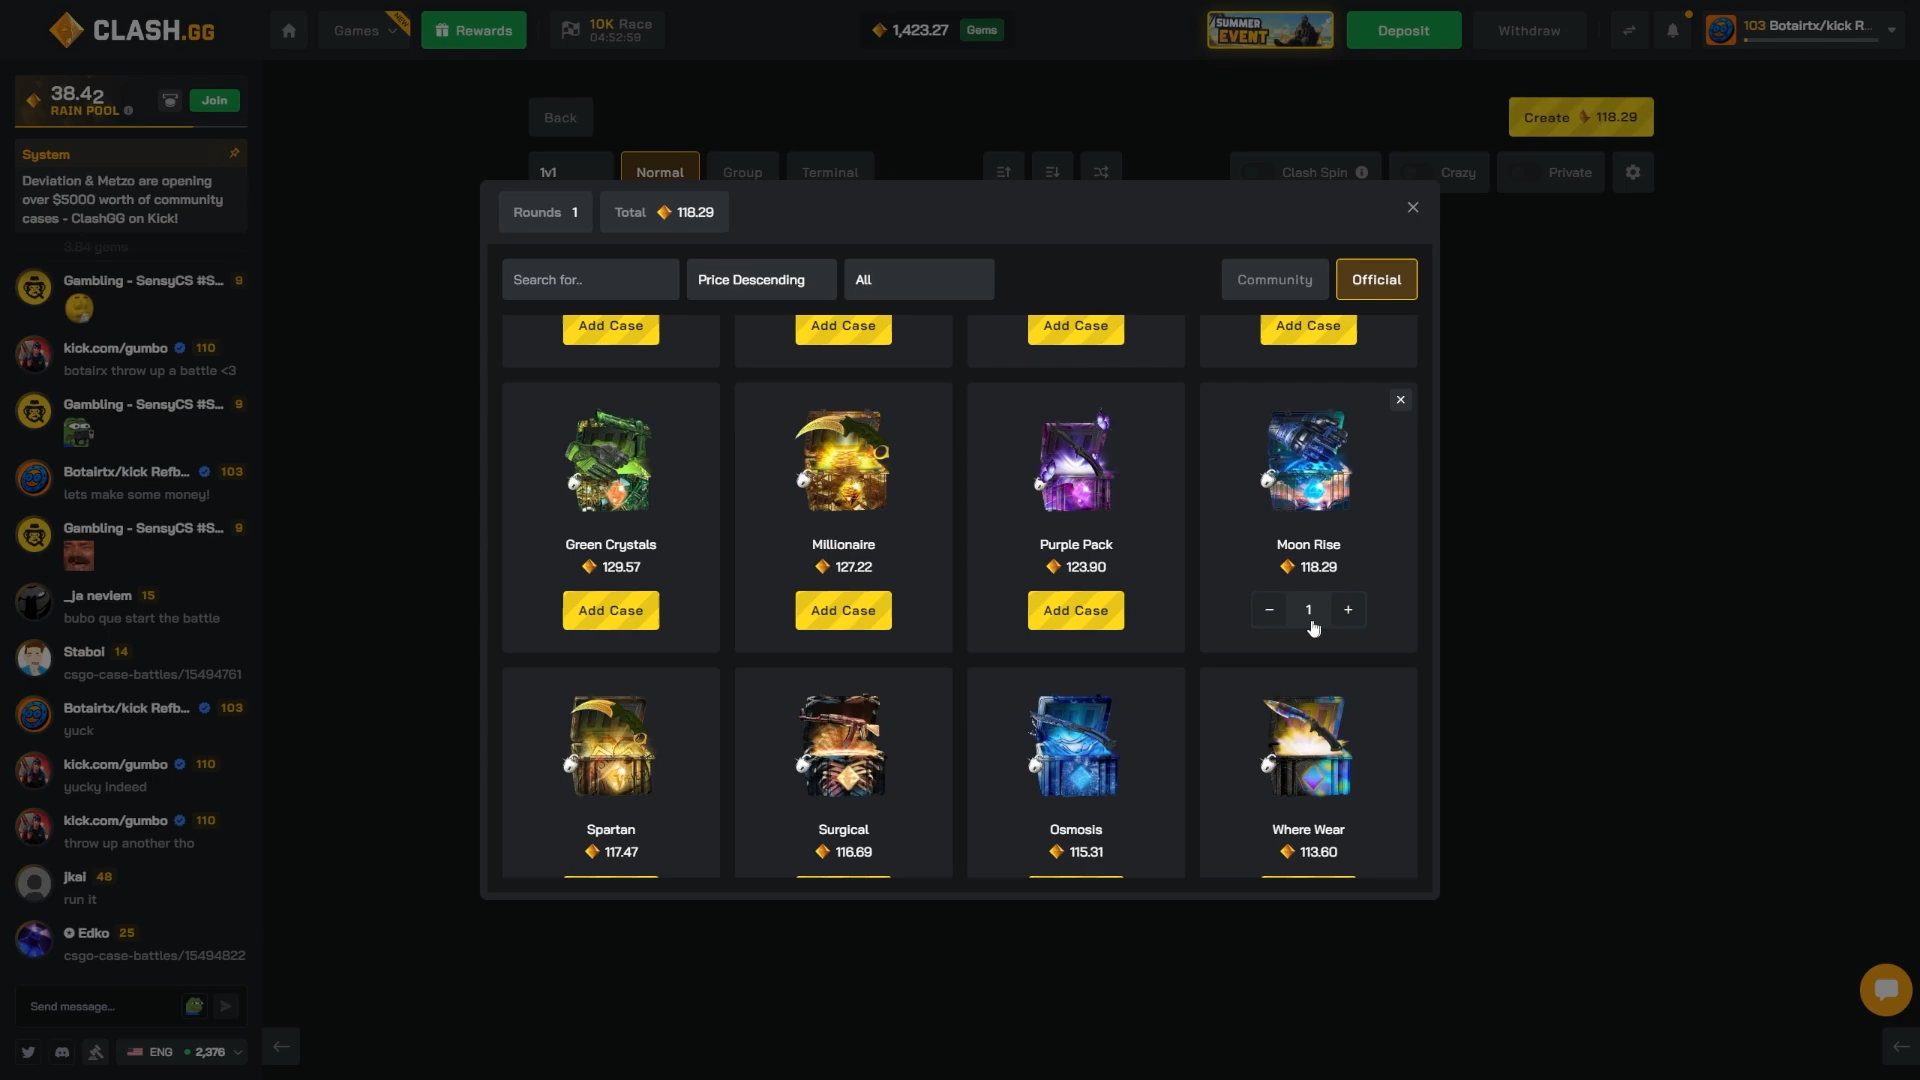 CLASH.GG
Games
NEW
Rewards
10K Race
04:52:59
1,423.27
Gems
SUMMER
EVENT
Deposit
Withdraw
103 Botairtx/kick R...
38.42
RAIN POOL
Join
System
Deviation & Metzo are opening
over $5000 worth of community
cases - ClashGG on Kick!
3.84 gems
Gambling - SensyCS #S... 9
kick.com/gumbo 110
botairx throw up a battle <3
Gambling - SensyCS #S... 9
Botairtx/kick Refb... 103
lets make some money!
Gambling - SensyCS #S... 9
_ja neviem 15
bubo que start the battle
Staboi 14
csgo-case-battles/15494761
Botairtx/kick Refb... 103
yuck
kick.com/gumbo 110
yucky indeed
kick.com/gumbo 110
throw up another tho
jkai 48
run it
Edko 25
csgo-case-battles/15494822
Send message...
ENG 2,376
Back
Create 118.29
1v1
Normal
Group
Terminal
Clash Spin
Crazy
Private
Rounds 1
Total 118.29
Search for..
Price Descending
All
Community
Official
Add Case
Add Case
Add Case
Add Case
Green Crystals
129.57
Add Case
Millionaire
127.22
Add Case
Purple Pack
123.90
Add Case
Moon Rise
118.29
− 1 +
Spartan
117.47
Surgical
116.69
Osmosis
115.31
Where Wear
113.60